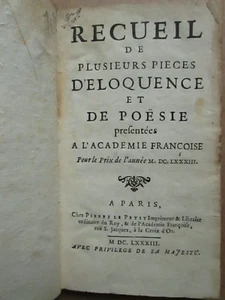 RECUEIL
DE
PLUSIEURS PIECES
D'ELOQUENCE
ET
DE POËSIE
presentées
A L'ACADEMIE FRANCOISE
Pour le Prix de l'année M. DC. LXXXIII.
A PARIS,
Chez PIERRE LE PETIT Imprimeur & Libraire
ordinaire du Roy, & de l'Academie Françoise,
ruë S. Jacques, à la Croix d'Or.
M. DC. LXXXIII.
AVEC PRIVILEGE DE SA MAJESTÉ.